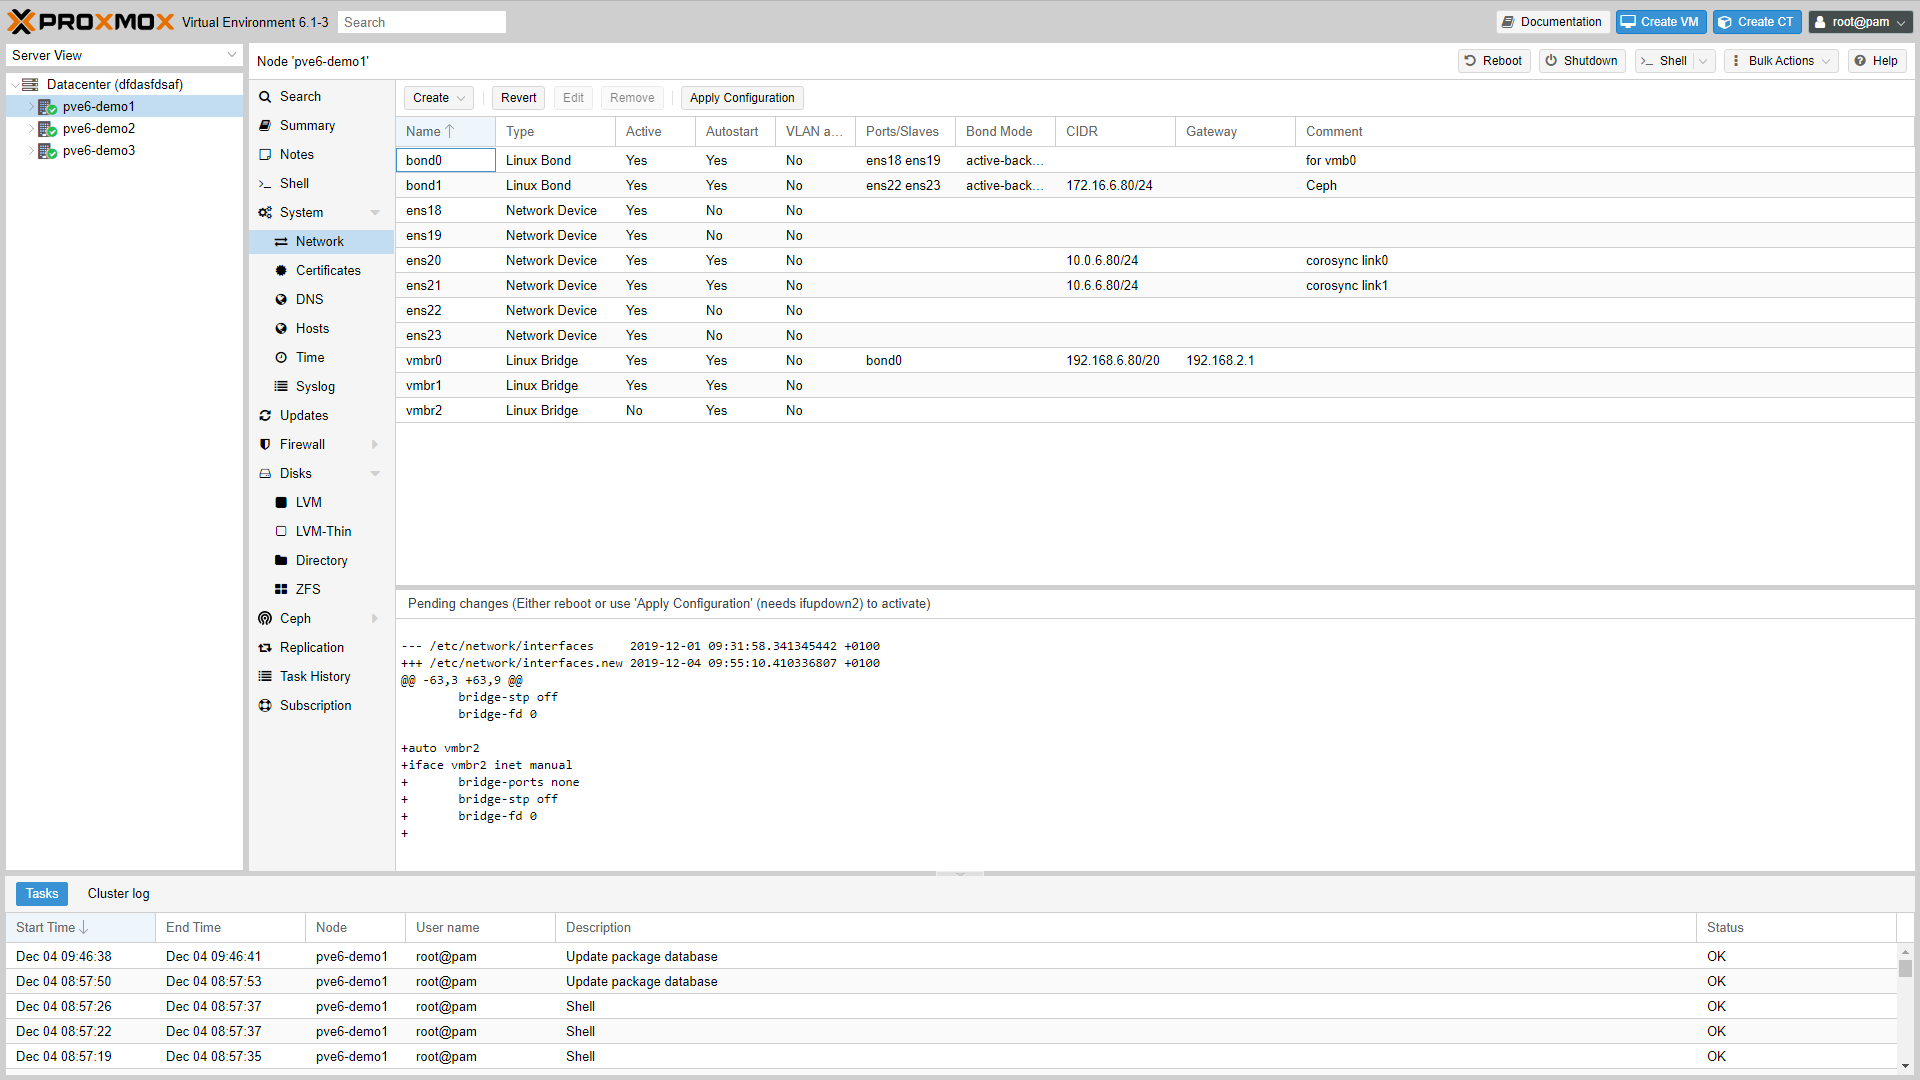 PROXMOX Virtual Environment 6.1-3 Search Documentation Create VM Create CT root@pam
Server View
Datacenter (dfdasfdsaf)
pve6-demo1
pve6-demo2
pve6-demo3
Node 'pve6-demo1' Reboot Shutdown Shell Bulk Actions Help
Search
Summary
Notes
Shell
System
Network
Certificates
DNS
Hosts
Time
Syslog
Updates
Firewall
Disks
LVM
LVM-Thin
Directory
ZFS
Ceph
Replication
Task History
Subscription
Create Revert Edit Remove Apply Configuration
Name Type Active Autostart VLAN a... Ports/Slaves Bond Mode CIDR Gateway Comment
bond0 Linux Bond Yes Yes No ens18 ens19 active-back... for vmb0
bond1 Linux Bond Yes Yes No ens22 ens23 active-back... 172.16.6.80/24 Ceph
ens18 Network Device Yes No No
ens19 Network Device Yes No No
ens20 Network Device Yes Yes No 10.0.6.80/24 corosync link0
ens21 Network Device Yes Yes No 10.6.6.80/24 corosync link1
ens22 Network Device Yes No No
ens23 Network Device Yes No No
vmbr0 Linux Bridge Yes Yes No bond0 192.168.6.80/20 192.168.2.1
vmbr1 Linux Bridge Yes Yes No
vmbr2 Linux Bridge No Yes No
Pending changes (Either reboot or use 'Apply Configuration' (needs ifupdown2) to activate)
--- /etc/network/interfaces 2019-12-01 09:31:58.341345442 +0100
+++ /etc/network/interfaces.new 2019-12-04 09:55:10.410336807 +0100
@@ -63,3 +63,9 @@
bridge-stp off
bridge-fd 0
+auto vmbr2
+iface vmbr2 inet manual
+ bridge-ports none
+ bridge-stp off
+ bridge-fd 0
+
Tasks Cluster log
Start Time End Time Node User name Description Status
Dec 04 09:46:38 Dec 04 09:46:41 pve6-demo1 root@pam Update package database OK
Dec 04 08:57:50 Dec 04 08:57:53 pve6-demo1 root@pam Update package database OK
Dec 04 08:57:26 Dec 04 08:57:37 pve6-demo1 root@pam Shell OK
Dec 04 08:57:22 Dec 04 08:57:37 pve6-demo1 root@pam Shell OK
Dec 04 08:57:19 Dec 04 08:57:35 pve6-demo1 root@pam Shell OK